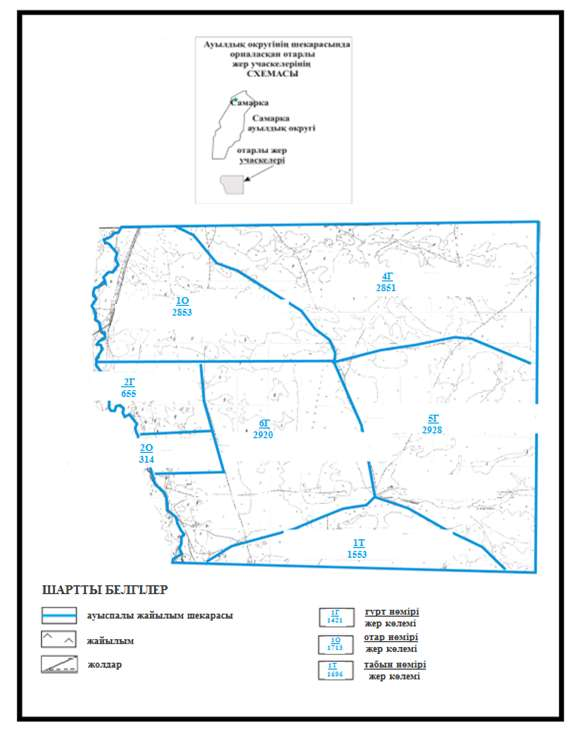 Ауылдық округінің шекарасында
орналасқан отарлы
жер учаскелерінің
СХЕМАСЫ
Самарка
Самарка
ауылдық округі
отарлы жер
учаскелері
4Г
2851
1О
2853
2Г
655
6Г
2920
5Г
2928
2О
314
1Т
1553
ШАРТТЫ БЕЛГІЛЕР
ауыспалы жайылым шекарасы
жайылым
жолдар
1Г
1421
гурт нөмірі
жер көлемі
1О
1713
отар нөмірі
жер көлемі
1Т
табын нөмірі
жер көлемі